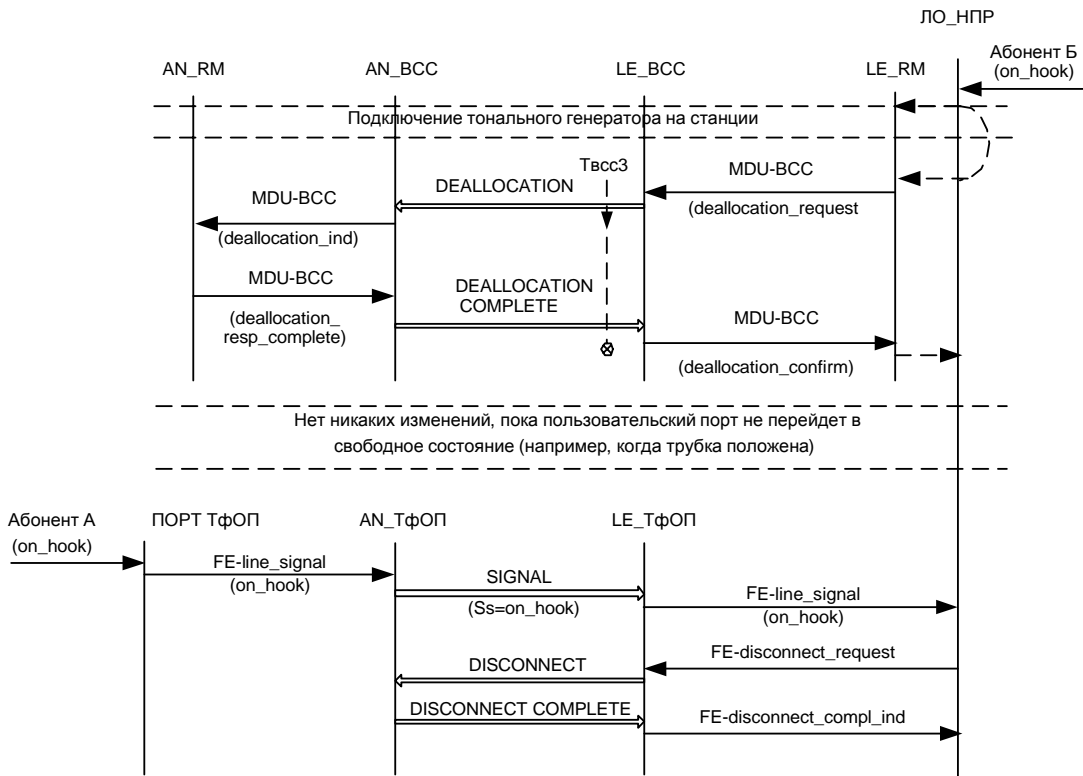 ЛО_НПР
Абонент Б
(on_hook)
AN_RM
AN_BCC
LE_BCC
LE_RM
Подключение тонального генератора на станции
Твсс3
MDU-BCC
(deallocation_request
DEALLOCATION
MDU-BCC
(deallocation_ind)
MDU-BCC
(deallocation_
resp_complete)
DEALLOCATION
COMPLETE
MDU-BCC
(deallocation_confirm)
Нет никаких изменений, пока пользовательский порт не перейдет в
свободное состояние (например, когда трубка положена)
Абонент А
(on_hook)
ПОРТ ТфОП
AN_ТфОП
LE_ТфОП
FE-line_signal
(on_hook)
SIGNAL
(Ss=on_hook)
FE-line_signal
(on_hook)
FE-disconnect_request
DISCONNECT
DISCONNECT COMPLETE
FE-disconnect_compl_ind